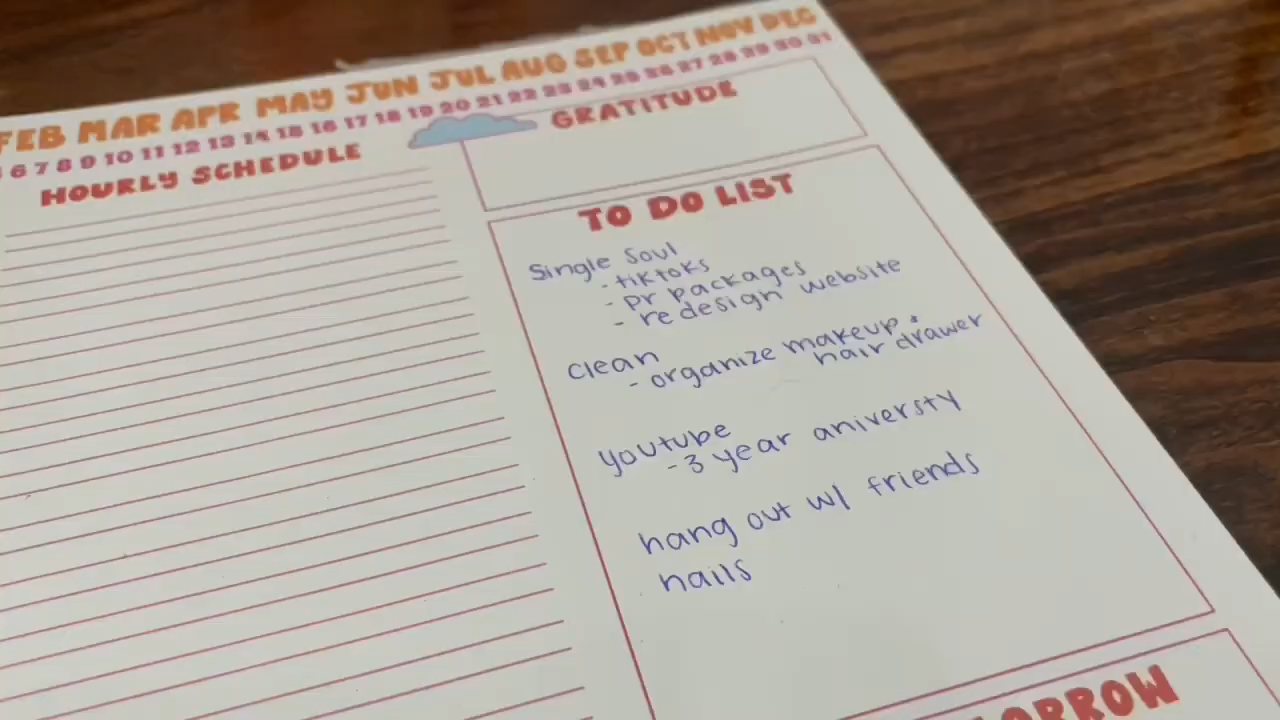 FEB MAR APR MAY JUN JUL AUG SEP OCT NOV DEC
6 7 8 9 10 11 12 13 14 15 16 17 18 19 20 21 22 23 24 25 26 27 28 29 30 31
HOURLY SCHEDULE
GRATITUDE
TO DO LIST
Single Soul
- tiktoks
- pr packages
- redesign website
clean
- organize makeup +
hair drawer
youtube
- 3 year aniversty
hang out w/ friends
nails